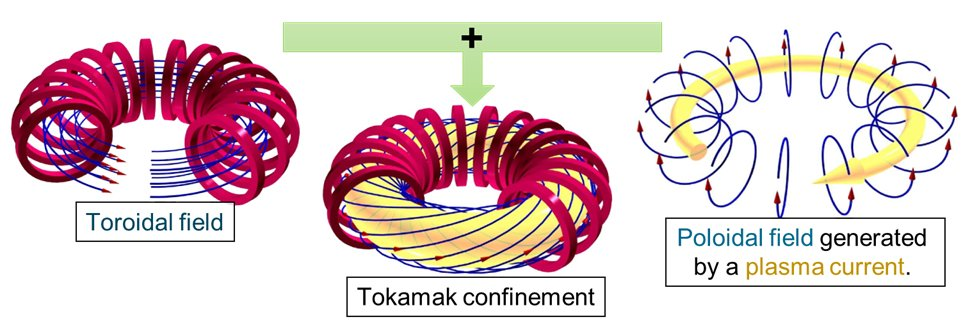 +
Toroidal field
Tokamak confinement
Poloidal field generated
by a plasma current.